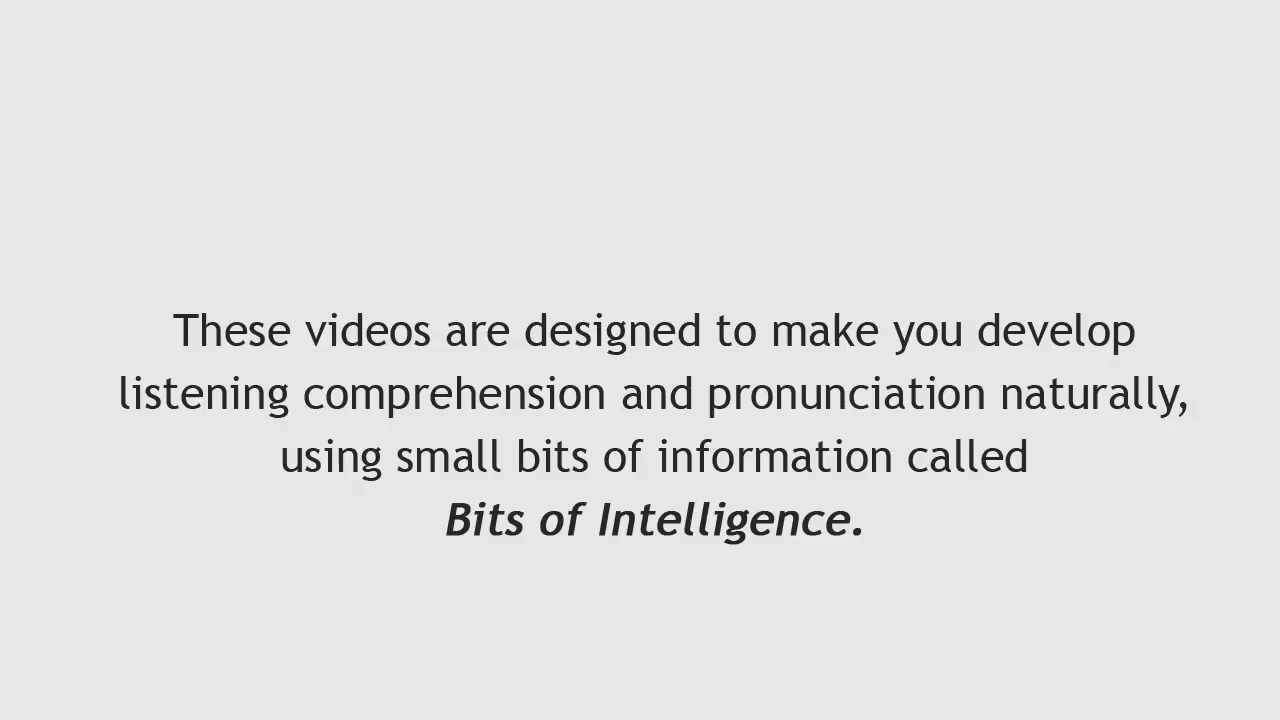 These videos are designed to make you develop
listening comprehension and pronunciation naturally,
using small bits of information called
Bits of Intelligence.